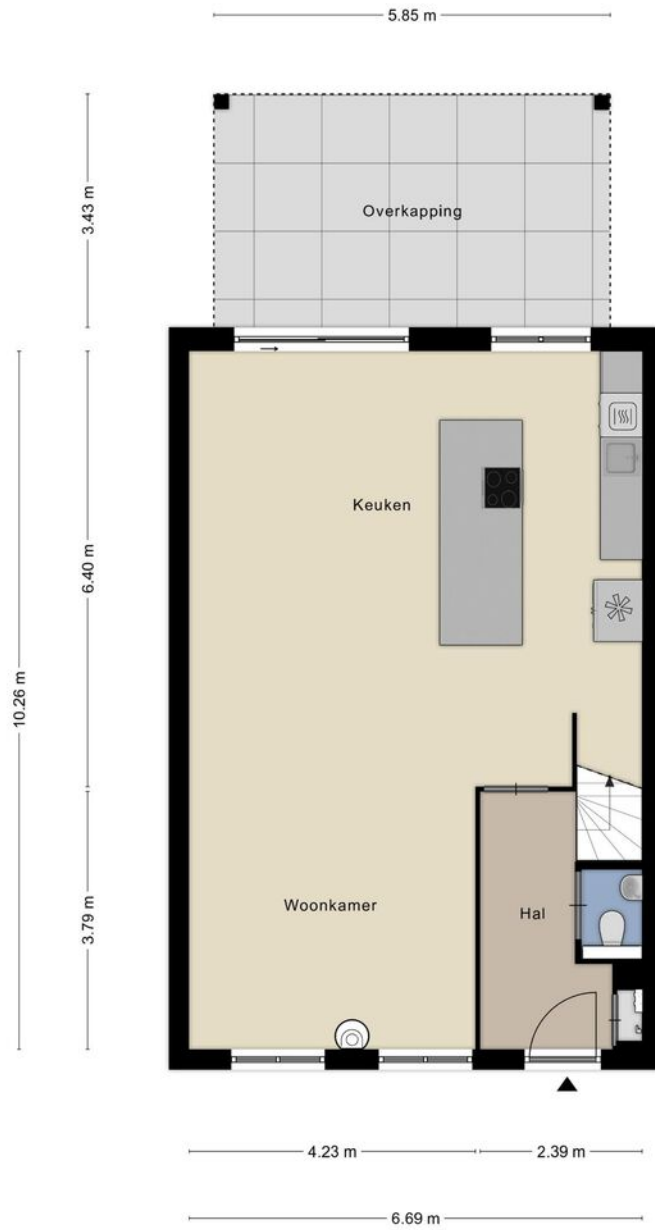 5.85 m
3.43 m
Overkapping
Keuken
6.40 m
10.26 m
3.79 m
Woonkamer
Hal
4.23 m
2.39 m
6.69 m